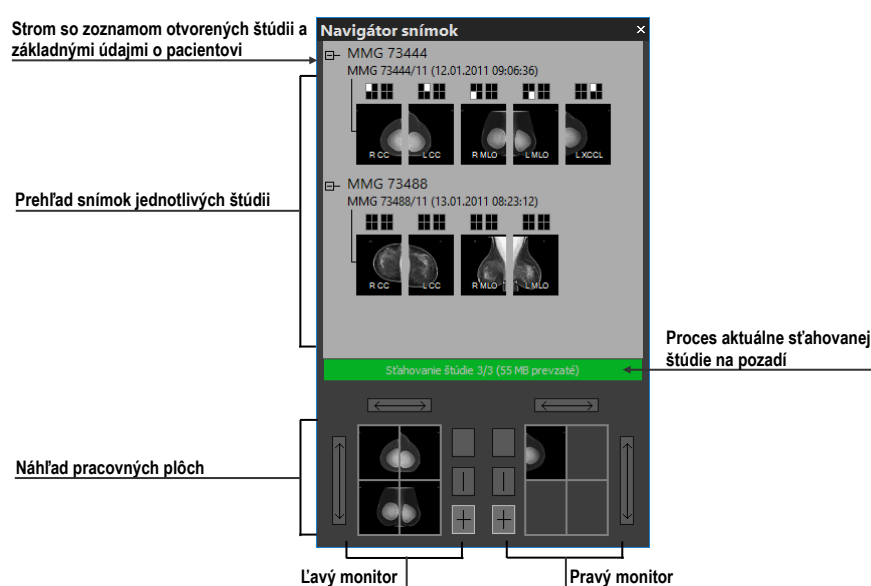 Strom so zoznamom otvorených štúdii a
základnými údajmi o pacientovi
Navigátor snímok
MMG 73444
MMG 73444/11 (12.01.2011 09:06:36)
R CC
L CC
R MLO
L MLO
L XCCL
Prehľad snímok jednotlivých štúdii
MMG 73488
MMG 73488/11 (13.01.2011 08:23:12)
R CC
L CC
R MLO
L MLO
Proces aktuálne sťahovanej
štúdie na pozadí
Sťahovanie štúdie 3/3 (55 MB prevzaté)
Náhľad pracovných plôch
Ľavý monitor
Pravý monitor